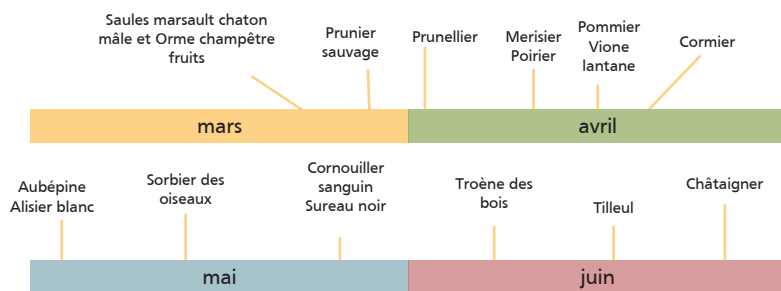 Saules marsault chaton
mâle et Orme champêtre
fruits
Prunier
sauvage
Prunellier
Merisier
Poirier
Pommier
Vione
lantane
Cormier
mars
avril
Aubépine
Alisier blanc
Sorbier des
oiseaux
Cornouiller
sanguin
Sureau noir
Troène des
bois
Tilleul
Châtaigner
mai
juin